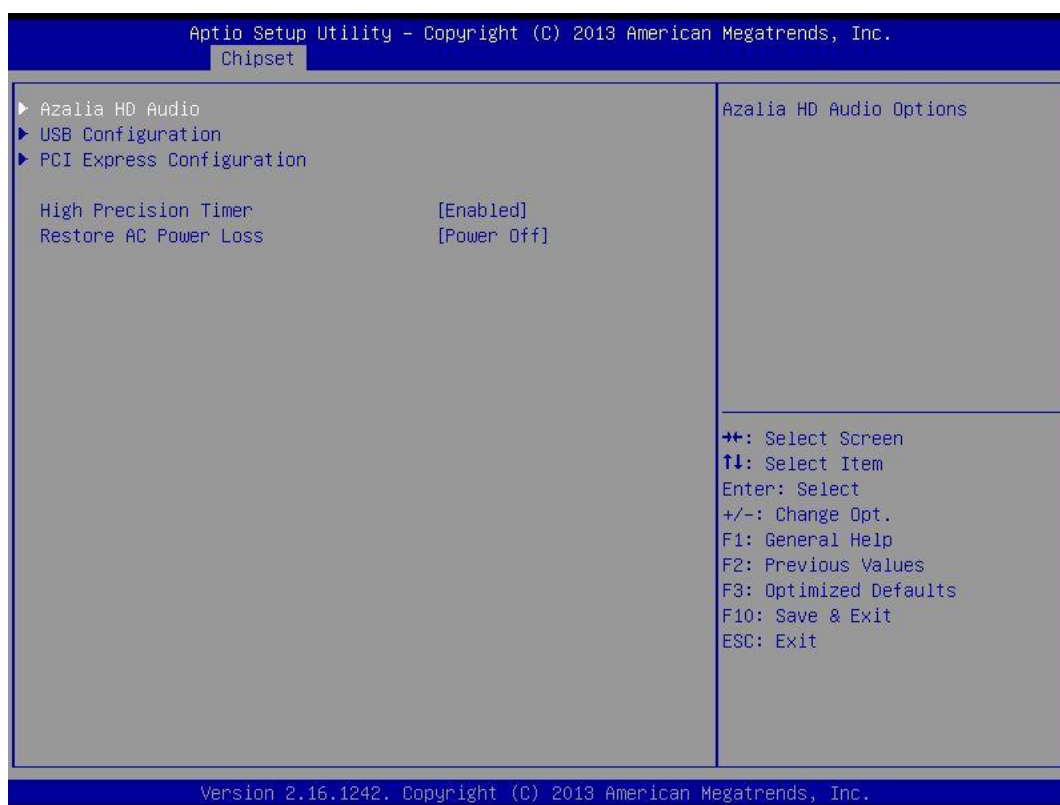 Aptio Setup Utility – Copyright (C) 2013 American Megatrends, Inc.
Chipset
▶ Azalia HD Audio
▶ USB Configuration
▶ PCI Express Configuration
High Precision Timer [Enabled]
Restore AC Power Loss [Power Off]
Azalia HD Audio Options
→←: Select Screen
↑↓: Select Item
Enter: Select
+/-: Change Opt.
F1: General Help
F2: Previous Values
F3: Optimized Defaults
F10: Save & Exit
ESC: Exit
Version 2.16.1242. Copyright (C) 2013 American Megatrends, Inc.